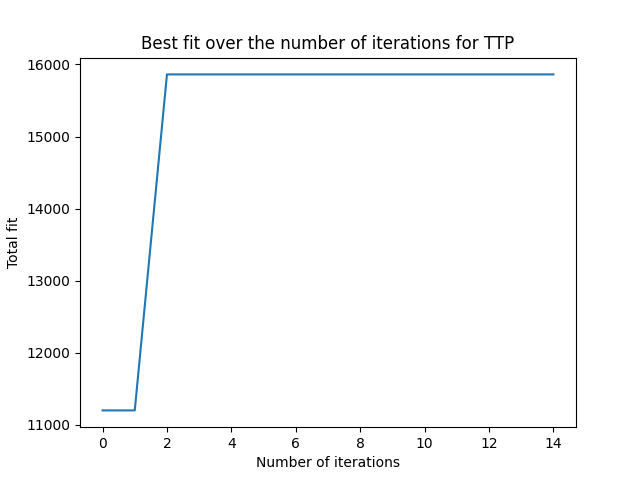 Best fit over the number of iterations for TTP
16000
15000
14000
13000
12000
11000
Total fit
0 2 4 6 8 10 12 14
Number of iterations